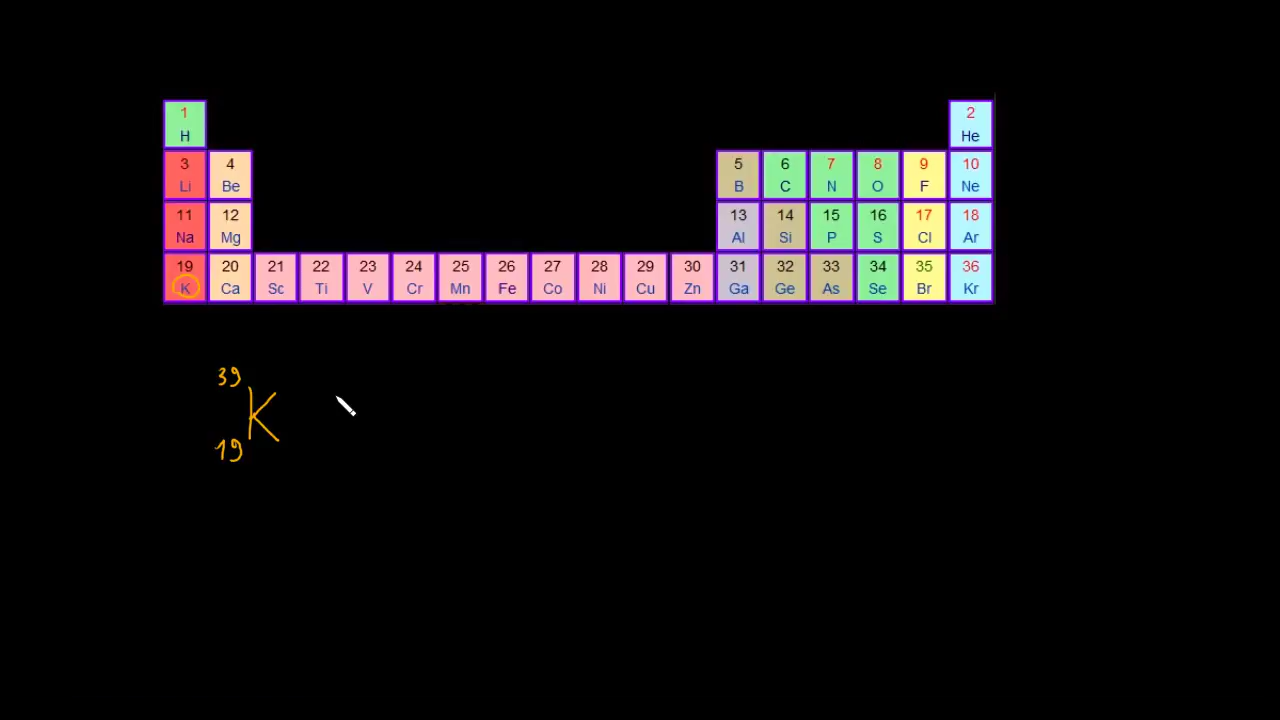 1 2
H He
3 4 5 6 7 8 9 10
Li Be B C N O F Ne
11 12 13 14 15 16 17 18
Na Mg Al Si P S Cl Ar
19 20 21 22 23 24 25 26 27 28 29 30 31 32 33 34 35 36
K Ca Sc Ti V Cr Mn Fe Co Ni Cu Zn Ga Ge As Se Br Kr
39
K
19